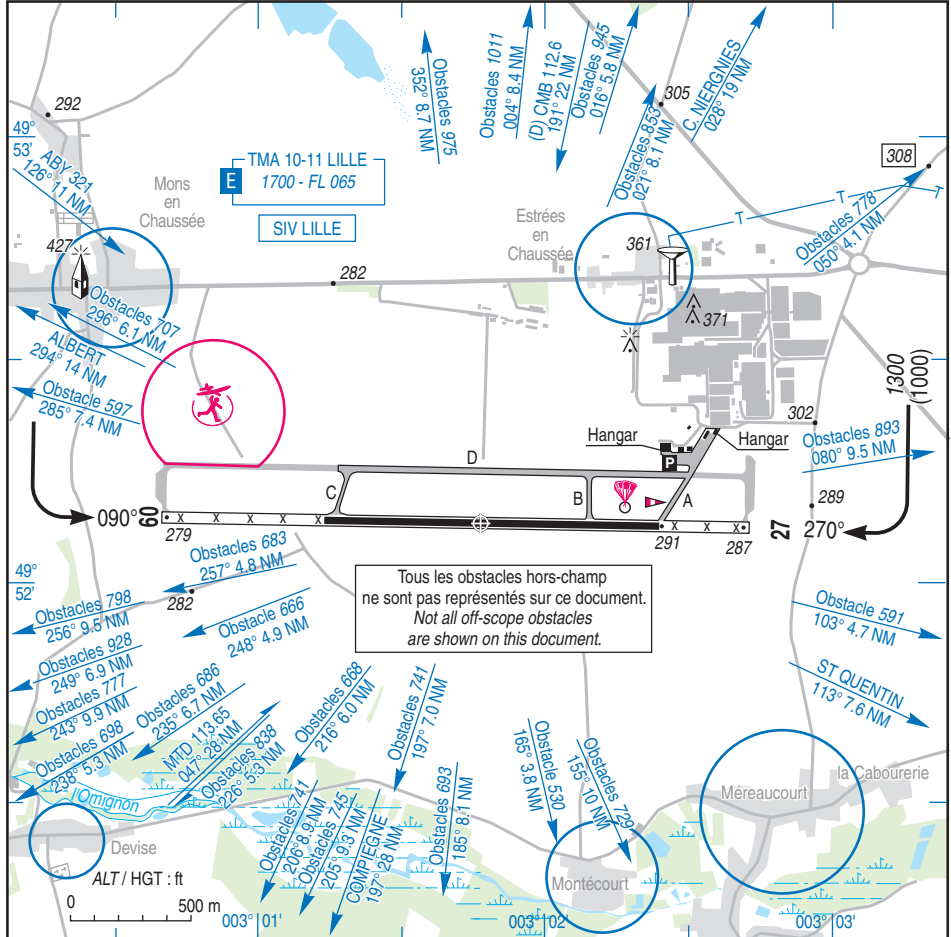 Obstacles 975
352° 8.7 NM
Obstacles 1011
004° 8.4 NM
(D) CMB 112.6
191° 22 NM
Obstacles 945
016° 5.8 NM
C. NIERGNIES
028° 19 NM
Obstacles 853
021° 8.1 NM
305
292
49°
53'
ABY 321
126° 11 NM
Mons
en
Chaussée
TMA 10-11 LILLE
E
1700 - FL 065
SIV LILLE
308
T
T
T
Obstacles 778
050° 4.1 NM
Estrées
en
Chaussée
361
427
282
371
Obstacles 707
296° 6.1 NM
ALBERT
294° 14 NM
Obstacle 597
285° 7.4 NM
1300
(1000)
302
Hangar
Hangar
P
Obstacles 893
080° 9.5 NM
D
C
B
A
289
090°
09
x x x x
x x x x
27
270°
279
291
287
49°
52'
Obstacles 683
257° 4.8 NM
282
Tous les obstacles hors-champ
ne sont pas représentés sur ce document.
Not all off-scope obstacles
are shown on this document.
Obstacles 798
256° 9.5 NM
Obstacles 666
248° 4.9 NM
Obstacle 591
103° 4.7 NM
Obstacles 928
249° 6.9 NM
Obstacles 777
243° 9.9 NM
Obstacles 698
238° 5.3 NM
Obstacles 686
235° 6.7 NM
MTD 113.65
047° 28 NM
Obstacles 838
226° 5.3 NM
Obstacles 668
216° 6.0 NM
Obstacles 741
197° 7.0 NM
ST QUENTIN
113° 7.6 NM
Obstacles 741
206° 8.9 NM
Obstacles 745
205° 9.3 NM
COMPIEGNE
197° 28 NM
Obstacles 693
185° 8.1 NM
Obstacle 530
165° 3.8 NM
Obstacles 729
155° 10 NM
l'Omignon
la Cabourerie
Méreaucourt
Devise
Montécourt
ALT / HGT : ft
0 500 m
003° 01'
003° 02'
003° 03'